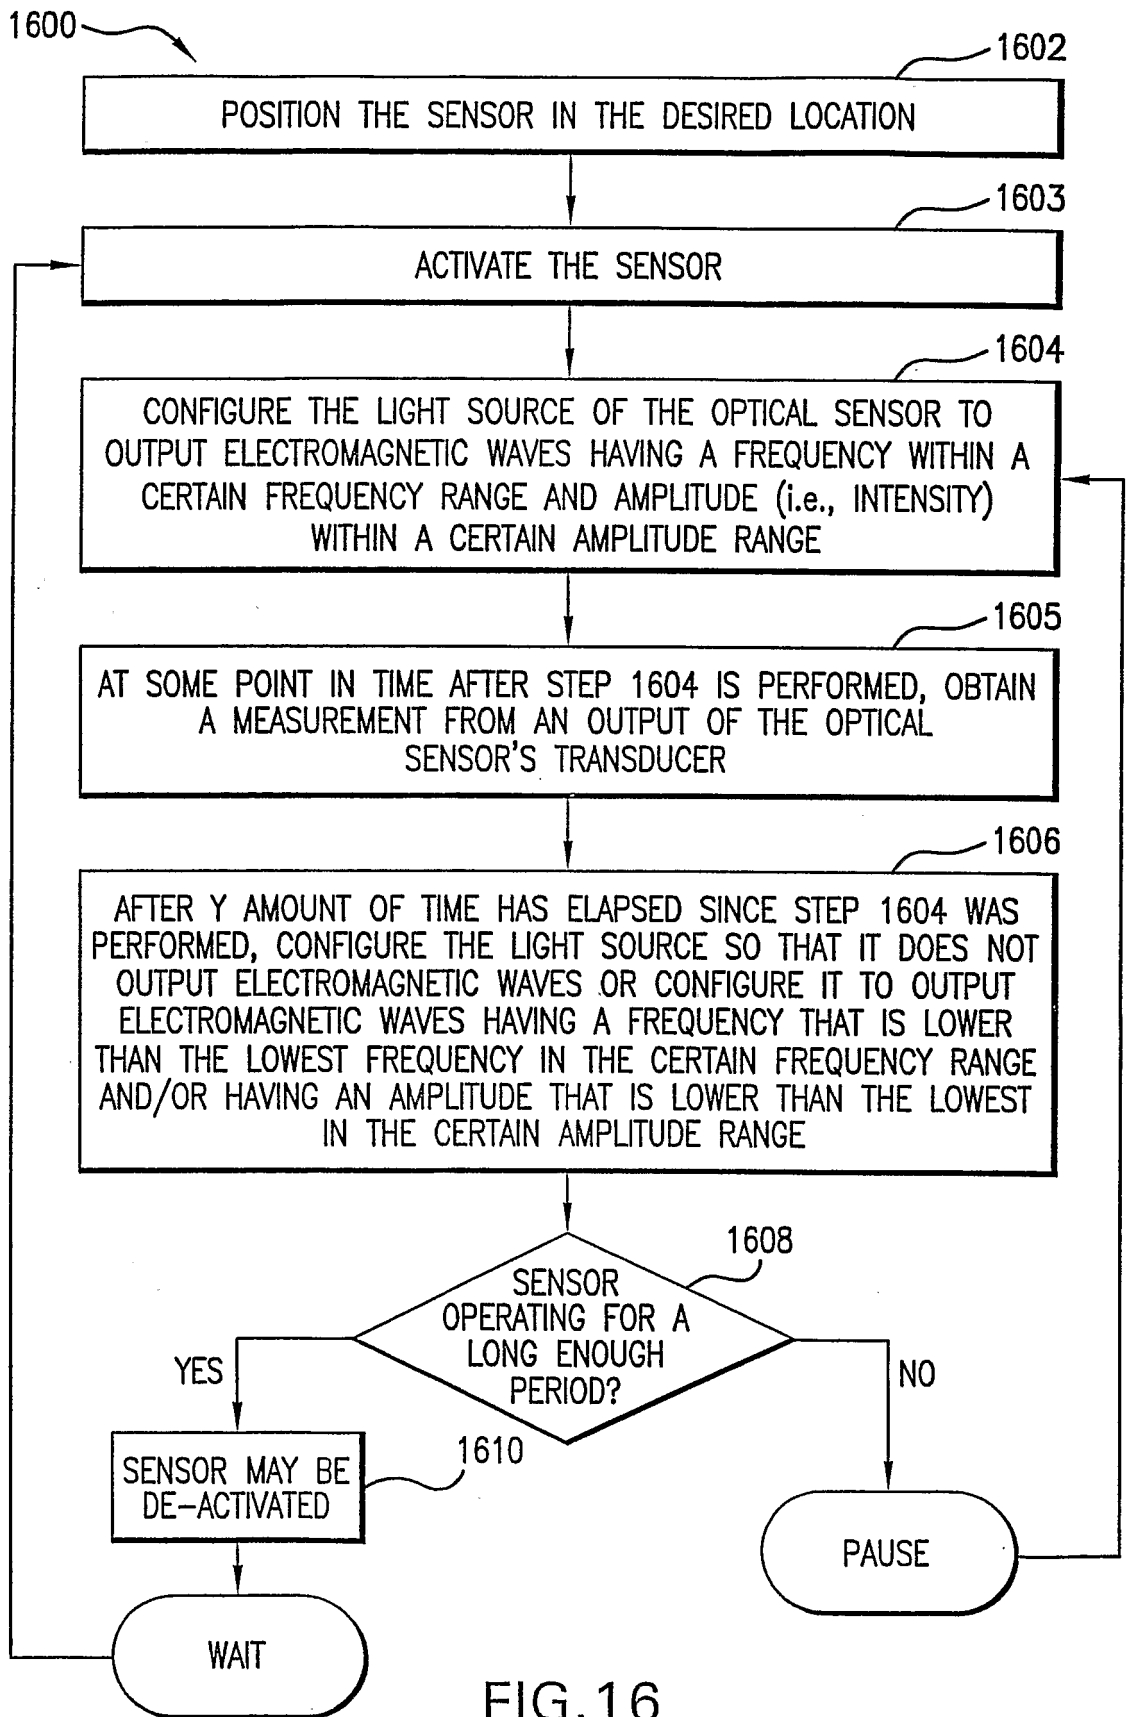 1600
1602
POSITION THE SENSOR IN THE DESIRED LOCATION
1603
ACTIVATE THE SENSOR
1604
CONFIGURE THE LIGHT SOURCE OF THE OPTICAL SENSOR TO
OUTPUT ELECTROMAGNETIC WAVES HAVING A FREQUENCY WITHIN A
CERTAIN FREQUENCY RANGE AND AMPLITUDE (i.e., INTENSITY)
WITHIN A CERTAIN AMPLITUDE RANGE
1605
AT SOME POINT IN TIME AFTER STEP 1604 IS PERFORMED, OBTAIN
A MEASUREMENT FROM AN OUTPUT OF THE OPTICAL
SENSOR'S TRANSDUCER
1606
AFTER Y AMOUNT OF TIME HAS ELAPSED SINCE STEP 1604 WAS
PERFORMED, CONFIGURE THE LIGHT SOURCE SO THAT IT DOES NOT
OUTPUT ELECTROMAGNETIC WAVES OR CONFIGURE IT TO OUTPUT
ELECTROMAGNETIC WAVES HAVING A FREQUENCY THAT IS LOWER
THAN THE LOWEST FREQUENCY IN THE CERTAIN FREQUENCY RANGE
AND/OR HAVING AN AMPLITUDE THAT IS LOWER THAN THE LOWEST
IN THE CERTAIN AMPLITUDE RANGE
1608
SENSOR
OPERATING FOR A
LONG ENOUGH
PERIOD?
YES
NO
1610
SENSOR MAY BE
DE-ACTIVATED
PAUSE
WAIT
FIG.16